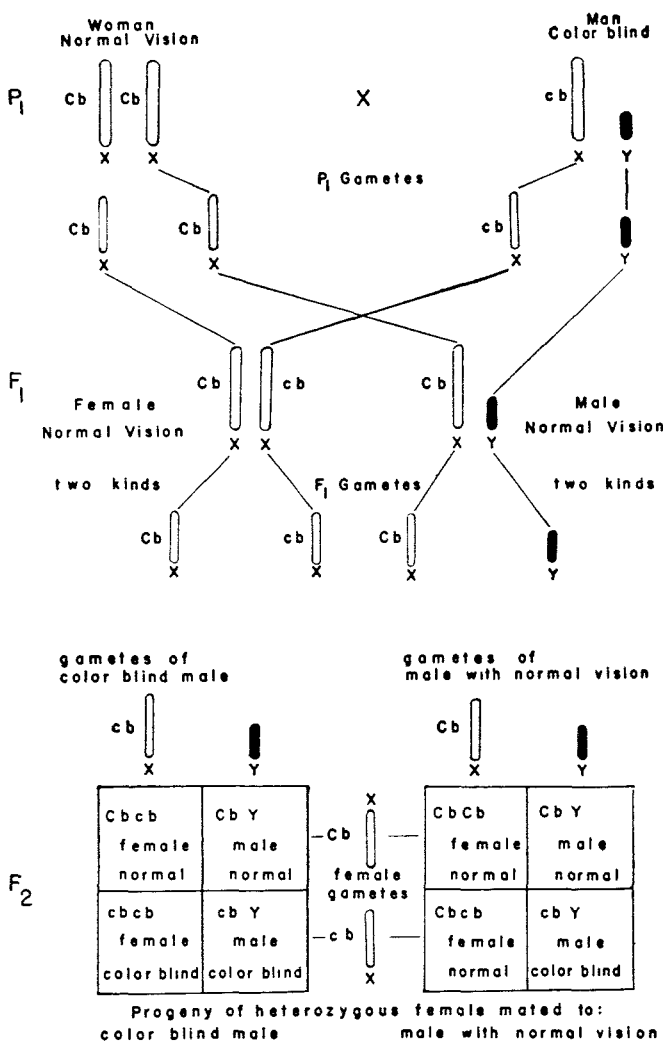 Woman
Normal Vision
Man
Color blind
P1
Cb Cb X cb
X X X Y
P1 Gametes
Cb Cb cb
X X X Y
F1
Cb cb Cb
Female
Normal Vision
Male
Normal Vision
X X X Y
two kinds F1 Gametes two kinds
Cb cb Cb
X X X Y
gametes of
color blind male
gametes of
male with normal vision
cb Cb
X Y X Y
F2
Cbcb
female
normal
Cb Y
male
normal
cbcb
female
color blind
cb Y
male
color blind
X
Cb
female
gametes
cb
X
CbCb
female
normal
Cb Y
male
normal
Cbcb
female
normal
cb Y
male
color blind
Progeny of heterozygous female mated to:
color blind male male with normal vision